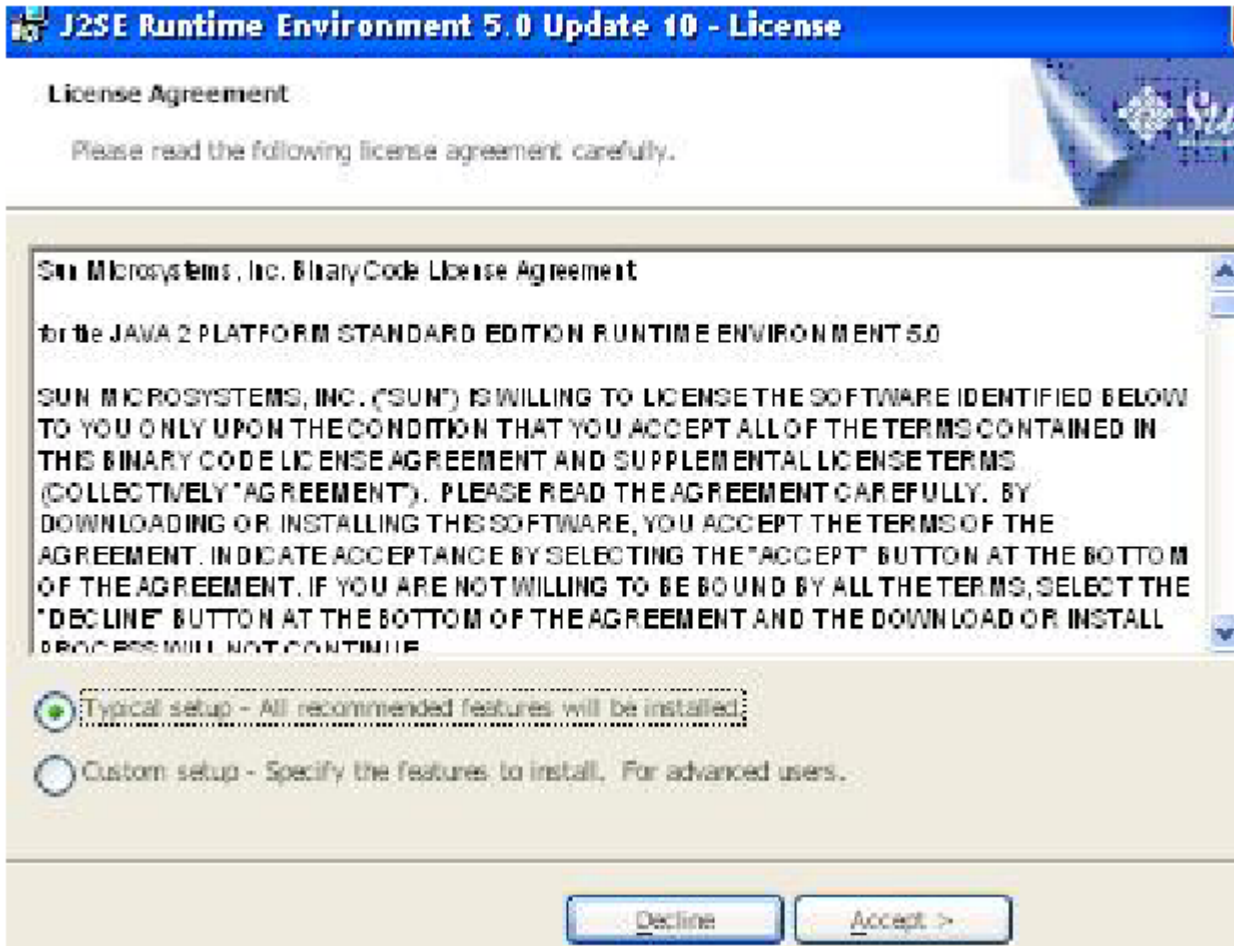 J2SE Runtime Environment 5.0 Update 10 - License
License Agreement
Please read the following license agreement carefully.
Sun Microsystems, Inc. Binary Code License Agreement
for the JAVA 2 PLATFORM STANDARD EDITION RUNTIME ENVIRONMENT 5.0
SUN MICROSYSTEMS, INC. ("SUN") IS WILLING TO LICENSE THE SOFTWARE IDENTIFIED BELOW
TO YOU ONLY UPON THE CONDITION THAT YOU ACCEPT ALL OF THE TERMS CONTAINED IN
THIS BINARY CODE LICENSE AGREEMENT AND SUPPLEMENTAL LICENSE TERMS
(COLLECTIVELY "AGREEMENT"). PLEASE READ THE AGREEMENT CAREFULLY. BY
DOWNLOADING OR INSTALLING THIS SOFTWARE, YOU ACCEPT THE TERMS OF THE
AGREEMENT. INDICATE ACCEPTANCE BY SELECTING THE "ACCEPT" BUTTON AT THE BOTTOM
OF THE AGREEMENT. IF YOU ARE NOT WILLING TO BE BOUND BY ALL THE TERMS, SELECT THE
"DECLINE" BUTTON AT THE BOTTOM OF THE AGREEMENT AND THE DOWNLOAD OR INSTALL
PROCESS WILL NOT CONTINUE
Typical setup - All recommended features will be installed.
Custom setup - Specify the features to install. For advanced users.
Decline
Accept >